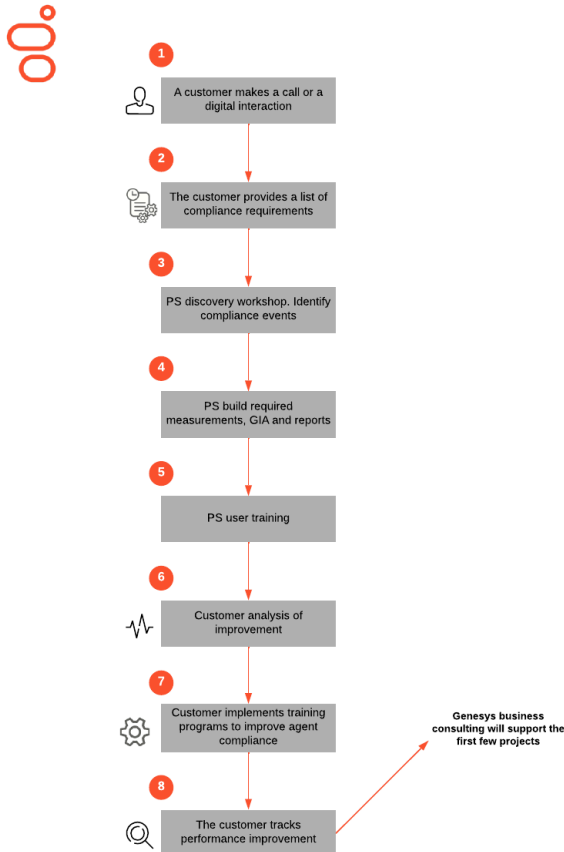 1
A customer makes a call or a
digital interaction
2
The customer provides a list of
compliance requirements
3
PS discovery workshop. Identify
compliance events
4
PS build required
measurements, GIA and reports
5
PS user training
6
Customer analysis of
improvement
7
Customer implements training
programs to improve agent
compliance
Genesys business
consulting will support the
first few projects
8
The customer tracks
performance improvement